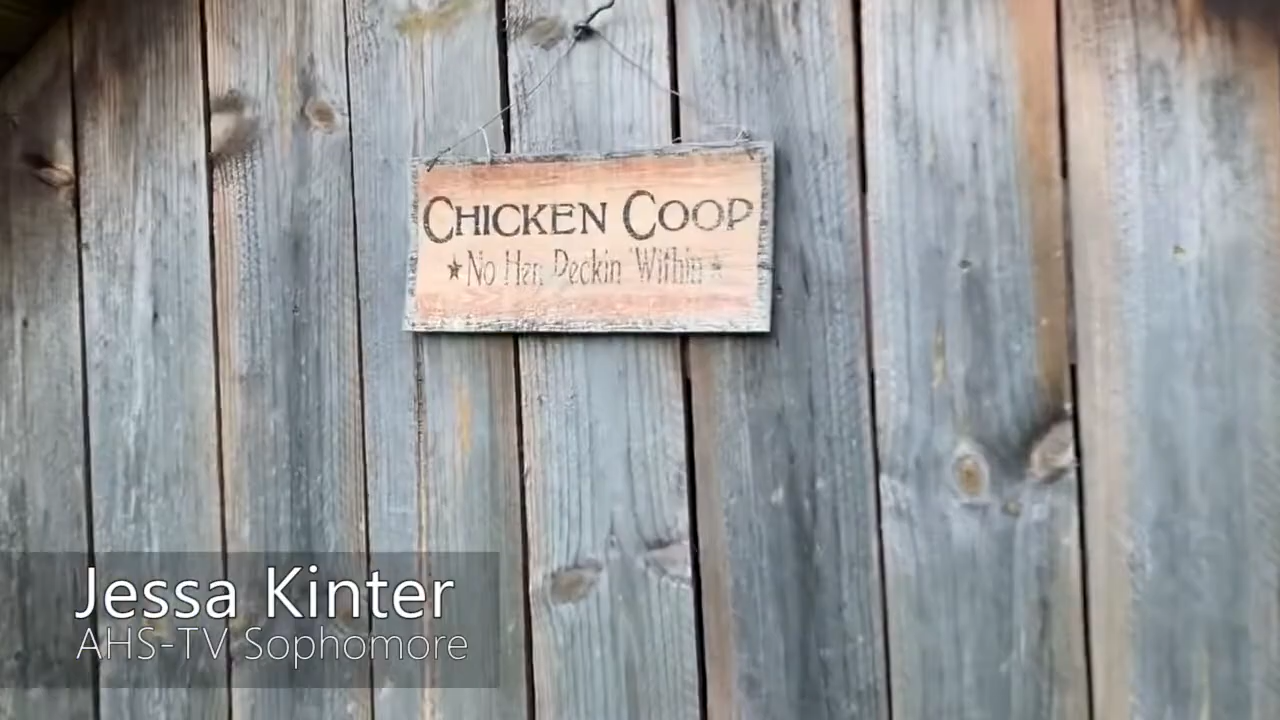 CHICKEN COOP
No Hen Peckin' Within
Jessa Kinter
AHS-TV Sophomore